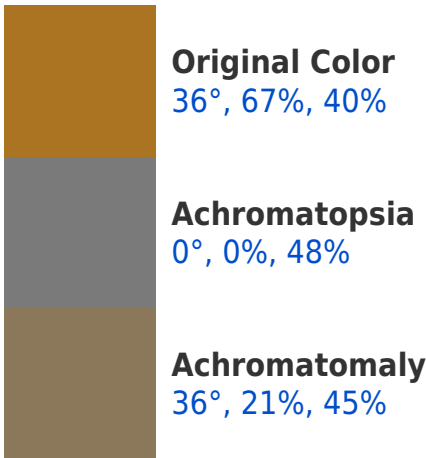 Original Color
36°, 67%, 40%
Achromatopsia
0°, 0%, 48%
Achromatomaly
36°, 21%, 45%